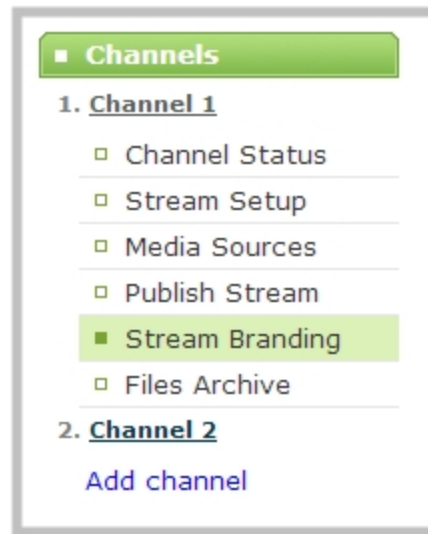 Channels
1. Channel 1
Channel Status
Stream Setup
Media Sources
Publish Stream
Stream Branding
Files Archive
2. Channel 2
Add channel